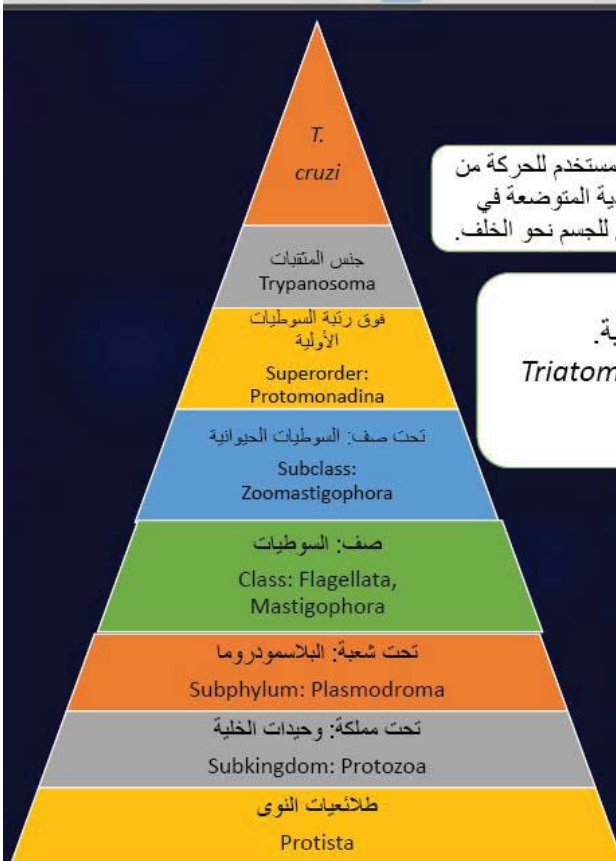 T.
cruzi
جنس المثقبات
Trypanosoma
فوق رتبة السوطيات
الأولية
Superorder:
Protomonadina
تحت صف: السوطيات الحيوانية
Subclass:
Zoomastigophora
صف: السوطيات
Class: Flagellata,
Mastigophora
تحت شعبة: البلاسمودروما
Subphylum: Plasmodroma
تحت مملكة: وحيدات الخلية
Subkingdom: Protozoa
طلائعيات النوى
Protista
مستخدم للحركة من
دية المتوضعة في
للجسم نحو الخلف.
ية.
Triatom